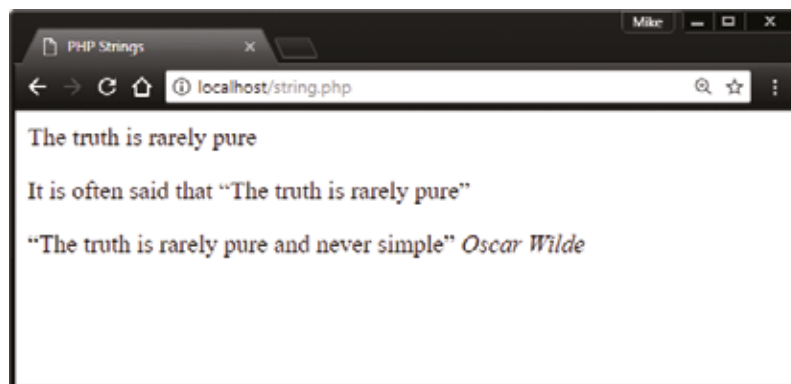 Mike
PHP Strings
localhost/string.php
The truth is rarely pure
It is often said that “The truth is rarely pure”
“The truth is rarely pure and never simple” Oscar Wilde